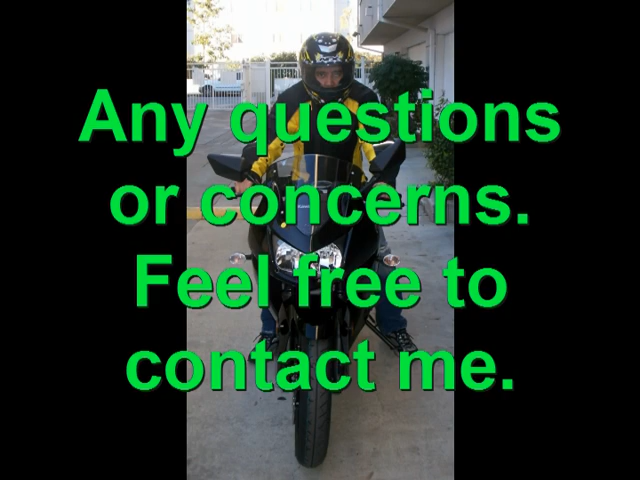 Any questions
or concerns.
Feel free to
contact me.